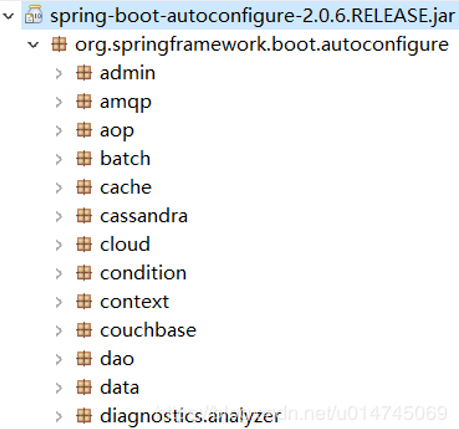 spring-boot-autoconfigure-2.0.6.RELEASE.jar
org.springframework.boot.autoconfigure
admin
amqp
aop
batch
cache
cassandra
cloud
condition
context
couchbase
dao
data
diagnostics.analyzer
https://blog.csdn.net/u014745069